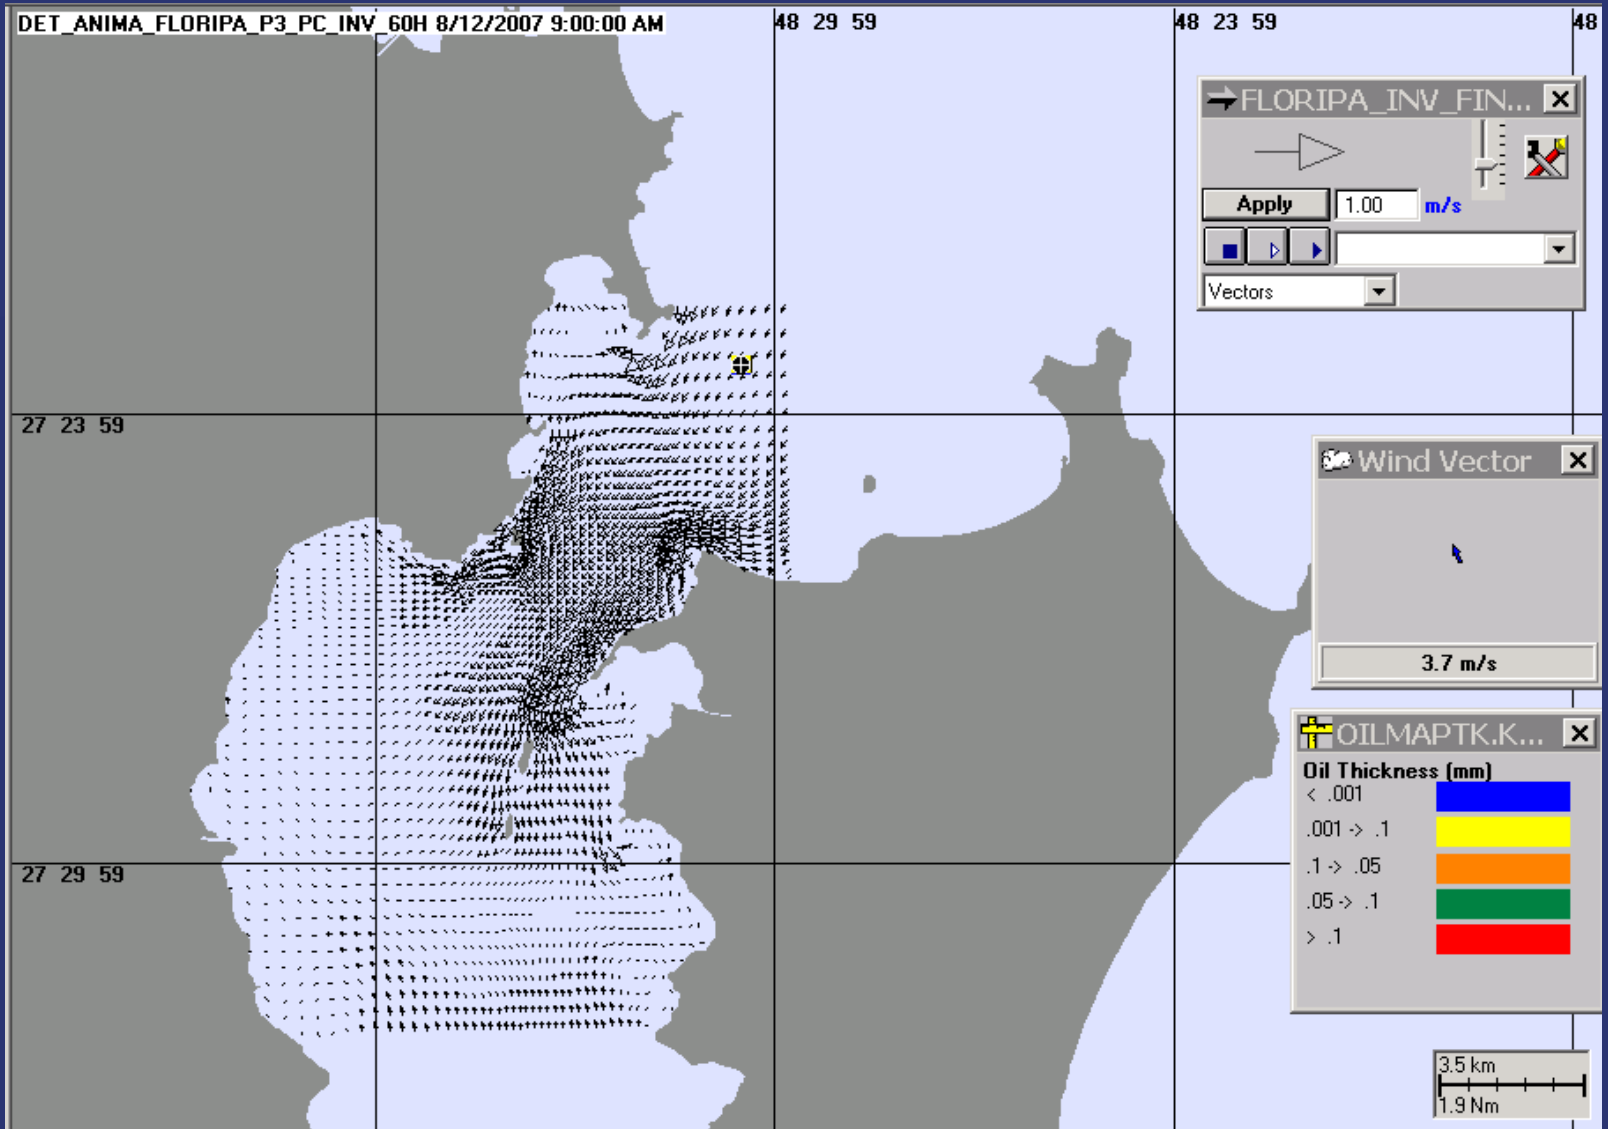 DET_ANIMA_FLORIPA_P3_PC_INV_60H 8/12/2007 9:00:00 AM
48 29 59
48 23 59
48
FLORIPA_INV_FIN...
Apply
1.00
m/s
Vectors
27 23 59
Wind Vector
3.7 m/s
OILMAPTK.K...
Oil Thickness (mm)
< .001
.001 -> .1
.1 -> .05
.05 -> .1
> .1
27 29 59
3.5 km
1.9 Nm